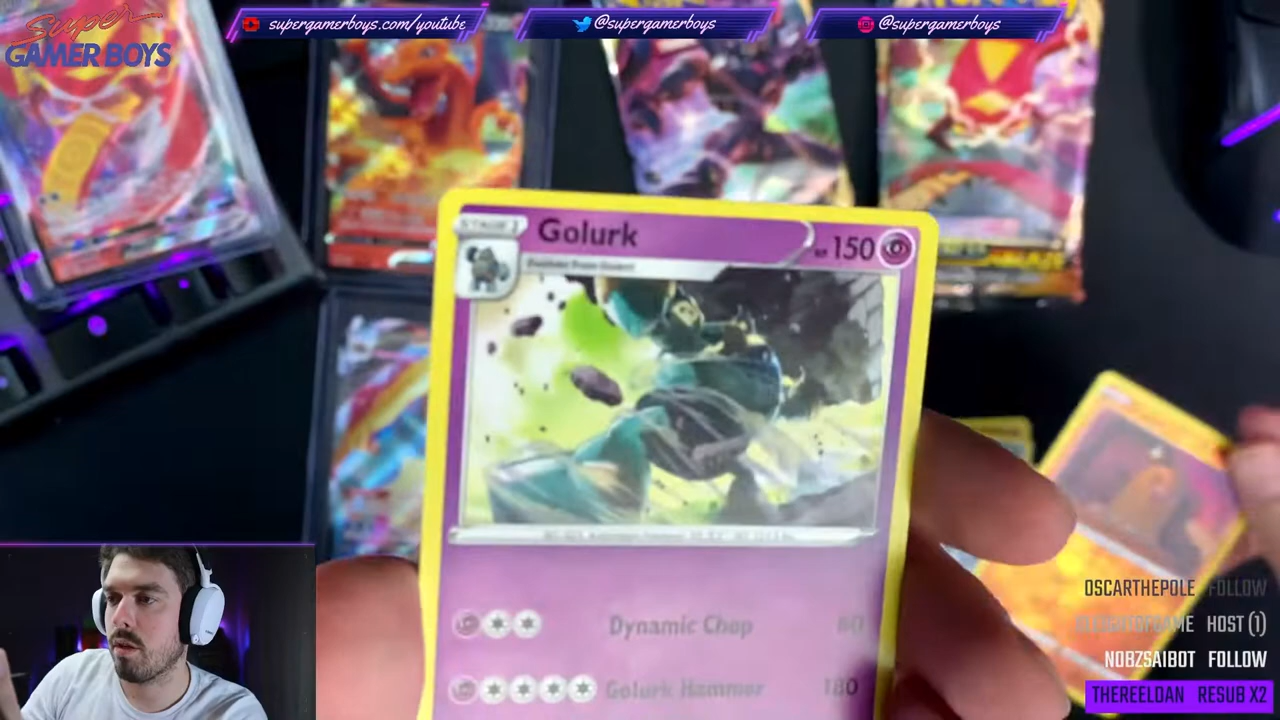 Super
GAMER BOYS
supergamerboys.com/youtube
@supergamerboys
@supergamerboys
Golurk
150
Dynamic Chop 60
Golurk Hammer 180
OSCARTHEPOLE FOLLOW
HOST (1)
NOBZSAIBOT FOLLOW
THEREELDAN RESUB X2